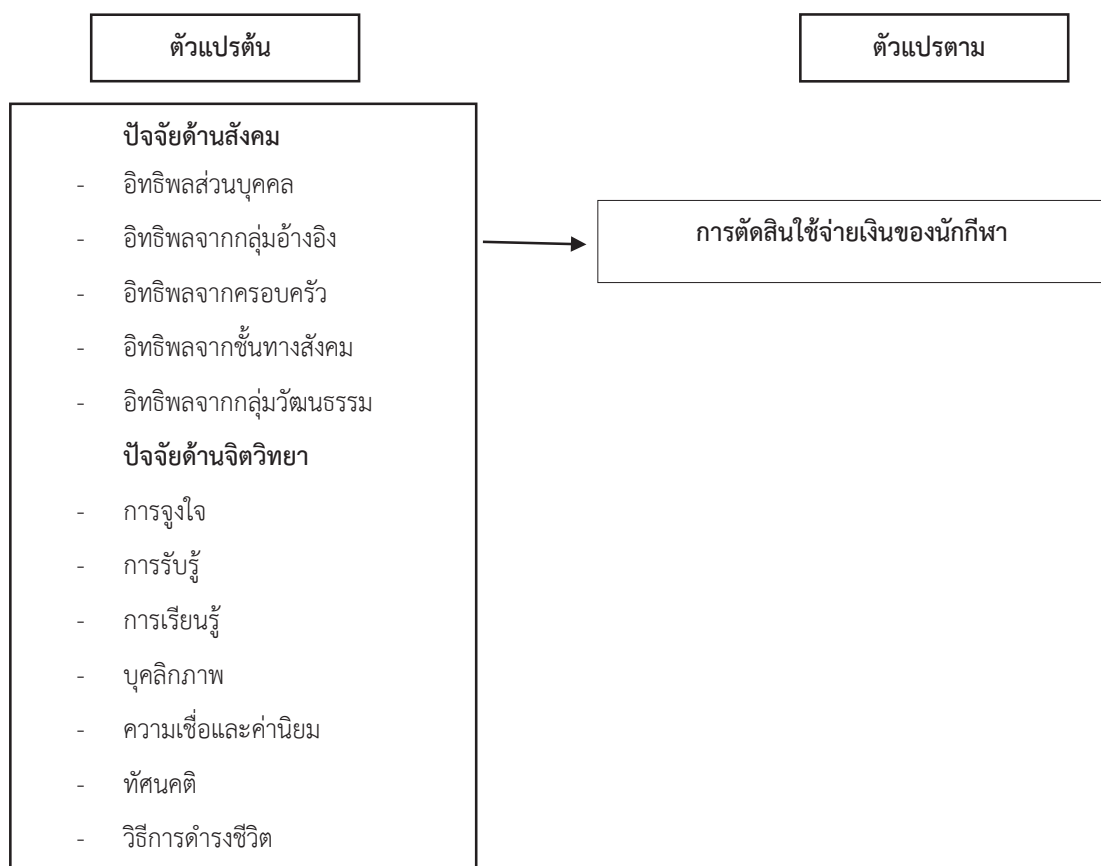 ตัวแปรต้น
ตัวแปรตาม
ปัจจัยด้านสังคม
- อิทธิพลส่วนบุคคล
- อิทธิพลจากกลุ่มอ้างอิง
- อิทธิพลจากครอบครัว
- อิทธิพลจากชั้นทางสังคม
- อิทธิพลจากกลุ่มวัฒนธรรม
ปัจจัยด้านจิตวิทยา
- การจูงใจ
- การรับรู้
- การเรียนรู้
- บุคลิกภาพ
- ความเชื่อและค่านิยม
- ทัศนคติ
- วิธีการดำรงชีวิต
การตัดสินใช้จ่ายเงินของนักกีฬา